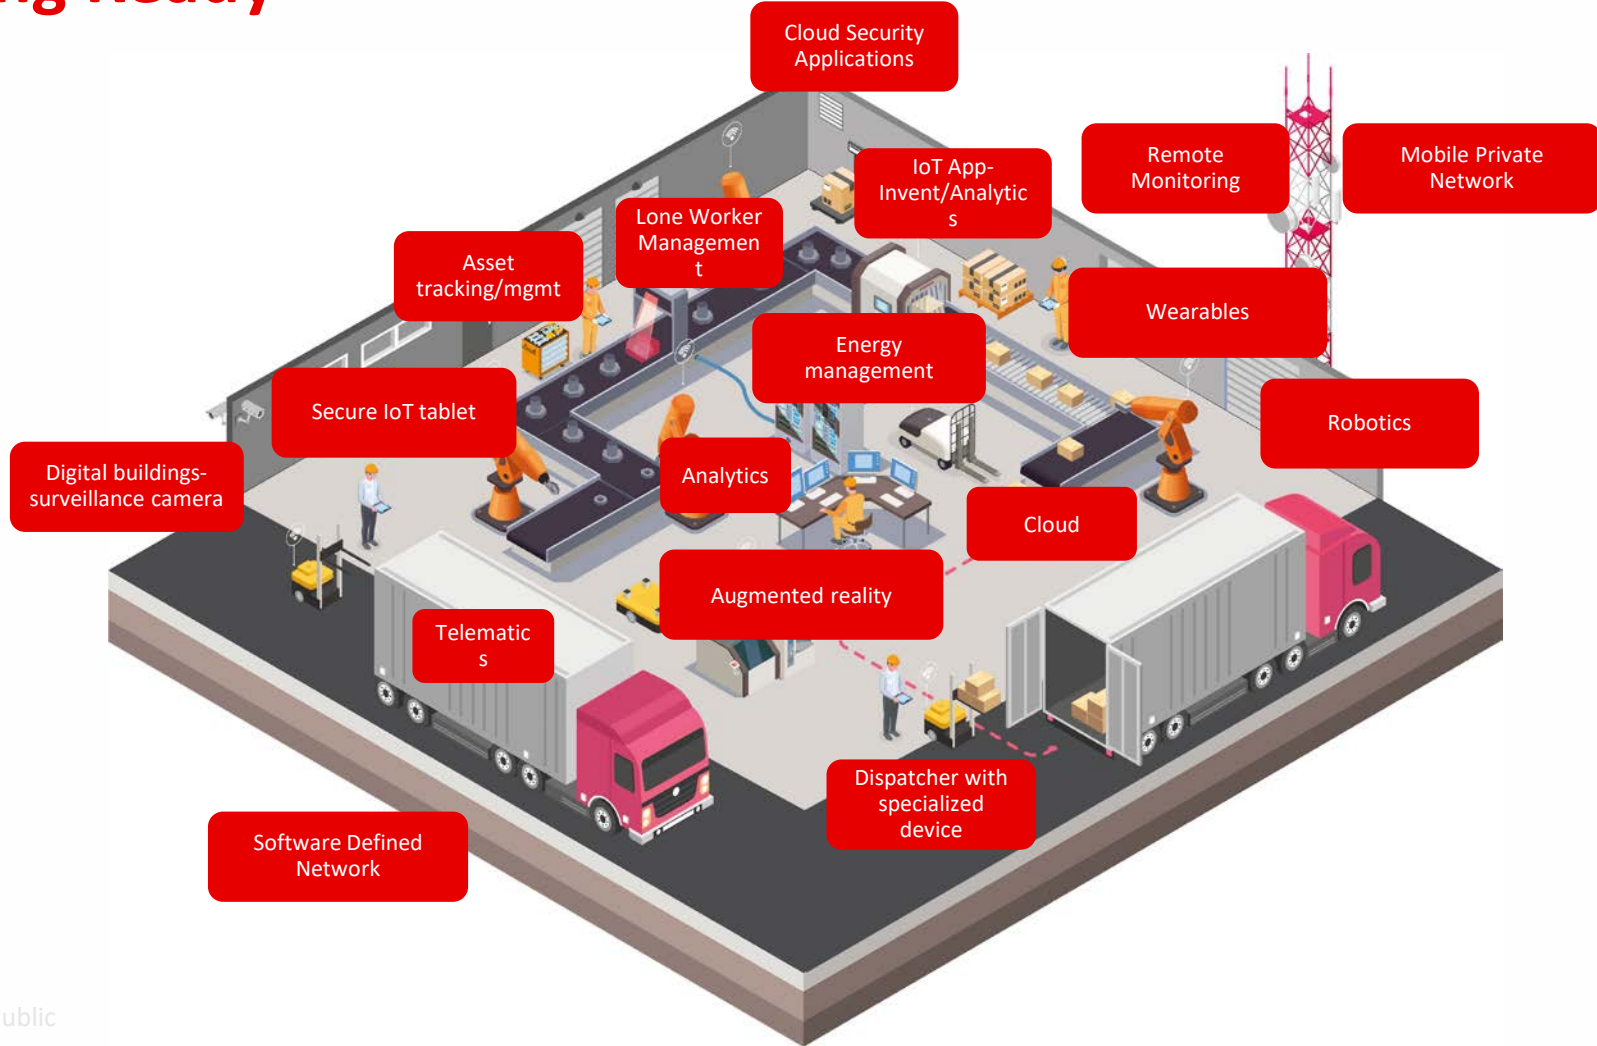 Ready
Cloud Security
Applications
Remote
Monitoring
Mobile Private
Network
IoT App-
Invent/Analytic
s
Lone Worker
Managemen
t
Asset
tracking/mgmt
Wearables
Energy
management
Secure IoT tablet
Robotics
Digital buildings-
surveillance camera
Analytics
Cloud
Augmented reality
Telematic
s
Dispatcher with
specialized
device
Software Defined
Network
ublic